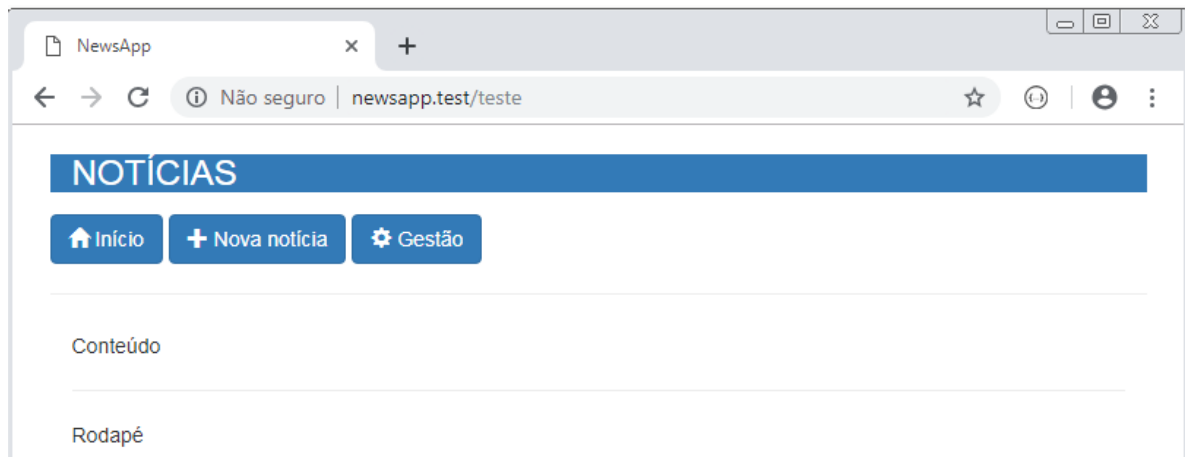 NewsApp
Não seguro | newsapp.test/teste
NOTÍCIAS
Início Nova notícia Gestão
Conteúdo
Rodapé